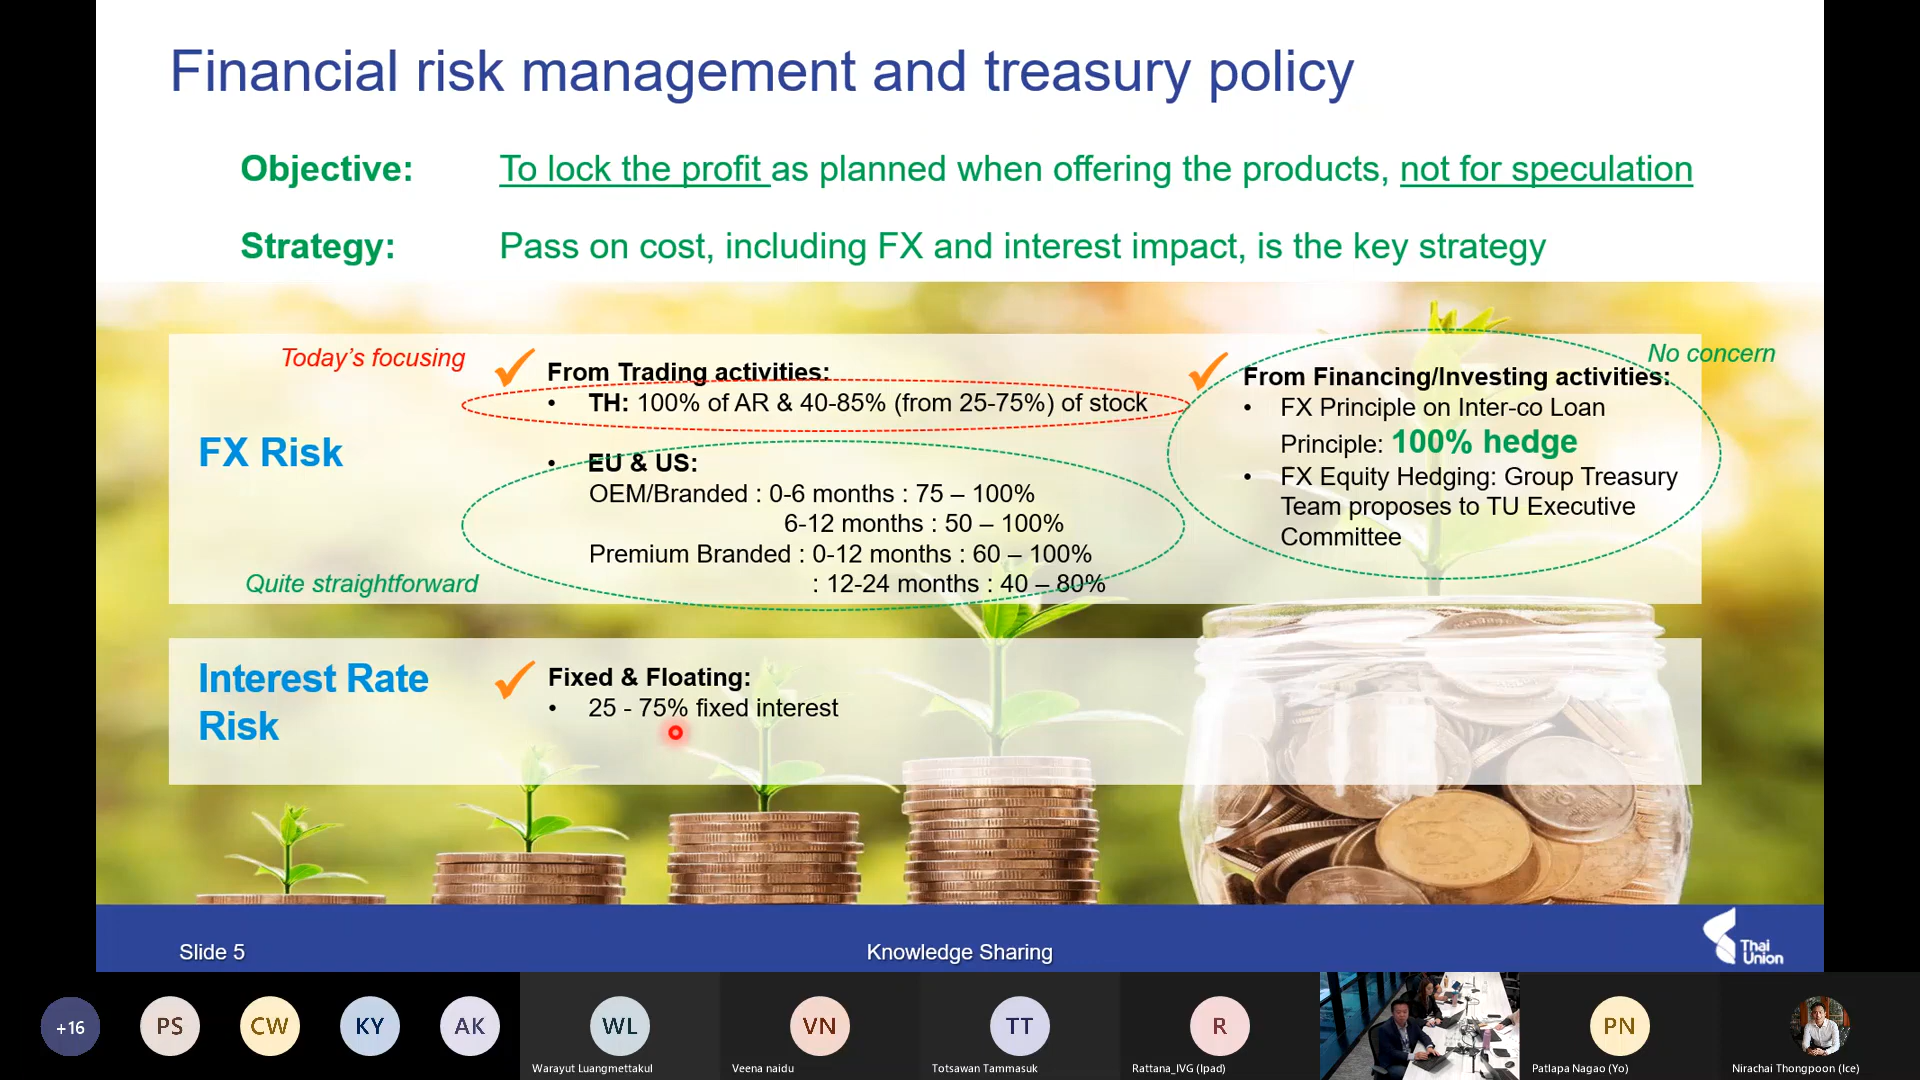 Financial risk management and treasury policy
Objective: To lock the profit as planned when offering the products, not for speculation
Strategy: Pass on cost, including FX and interest impact, is the key strategy
Today's focusing
FX Risk
Quite straightforward
From Trading activities:
• TH: 100% of AR & 40-85% (from 25-75%) of stock
• EU & US:
OEM/Branded : 0-6 months : 75 – 100%
6-12 months : 50 – 100%
Premium Branded : 0-12 months : 60 – 100%
: 12-24 months : 40 – 80%
No concern
From Financing/Investing activities:
• FX Principle on Inter-co Loan
Principle: 100% hedge
• FX Equity Hedging: Group Treasury
Team proposes to TU Executive
Committee
Interest Rate
Risk
Fixed & Floating:
• 25 - 75% fixed interest
Slide 5
Knowledge Sharing
Thai
Union
+16
PS
CW
KY
AK
WL
Warayut Luangmettakul
VN
Veena naidu
TT
Totsawan Tammasuk
R
Rattana_IVG (Ipad)
PN
Patlapa Nagao (Yo)
Nirachai Thongpoon (Ice)